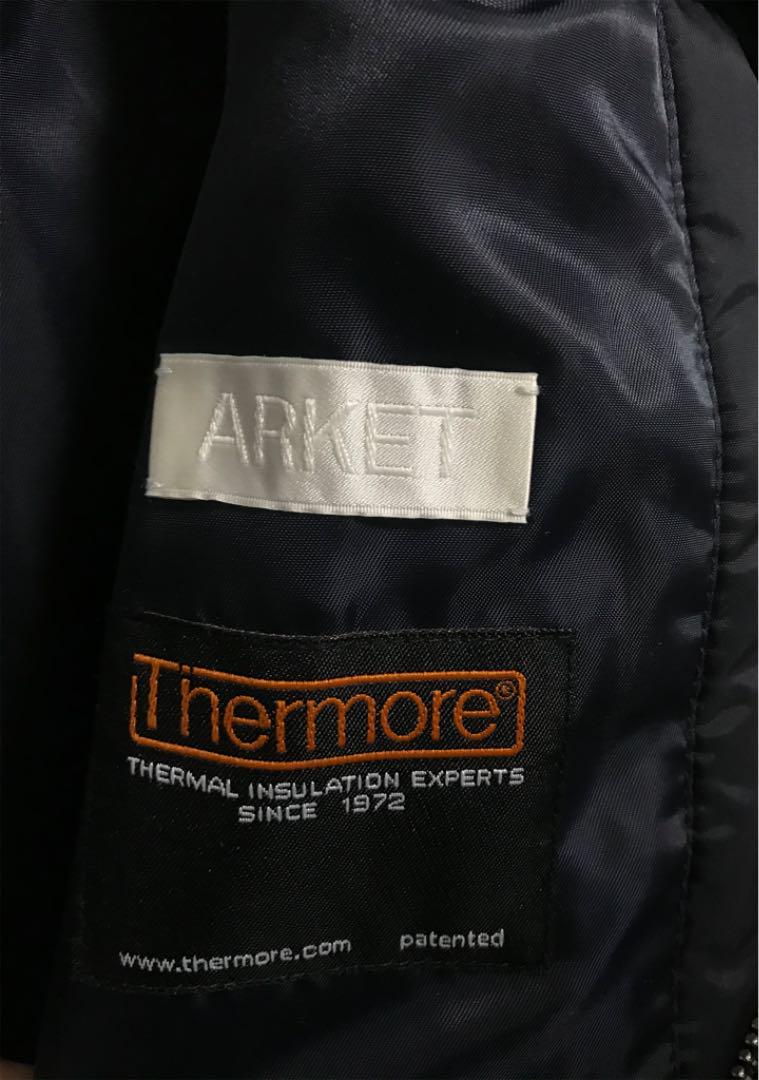 ARKET
Thermore®
THERMAL INSULATION EXPERTS
SINCE 1972
www.thermore.com patented